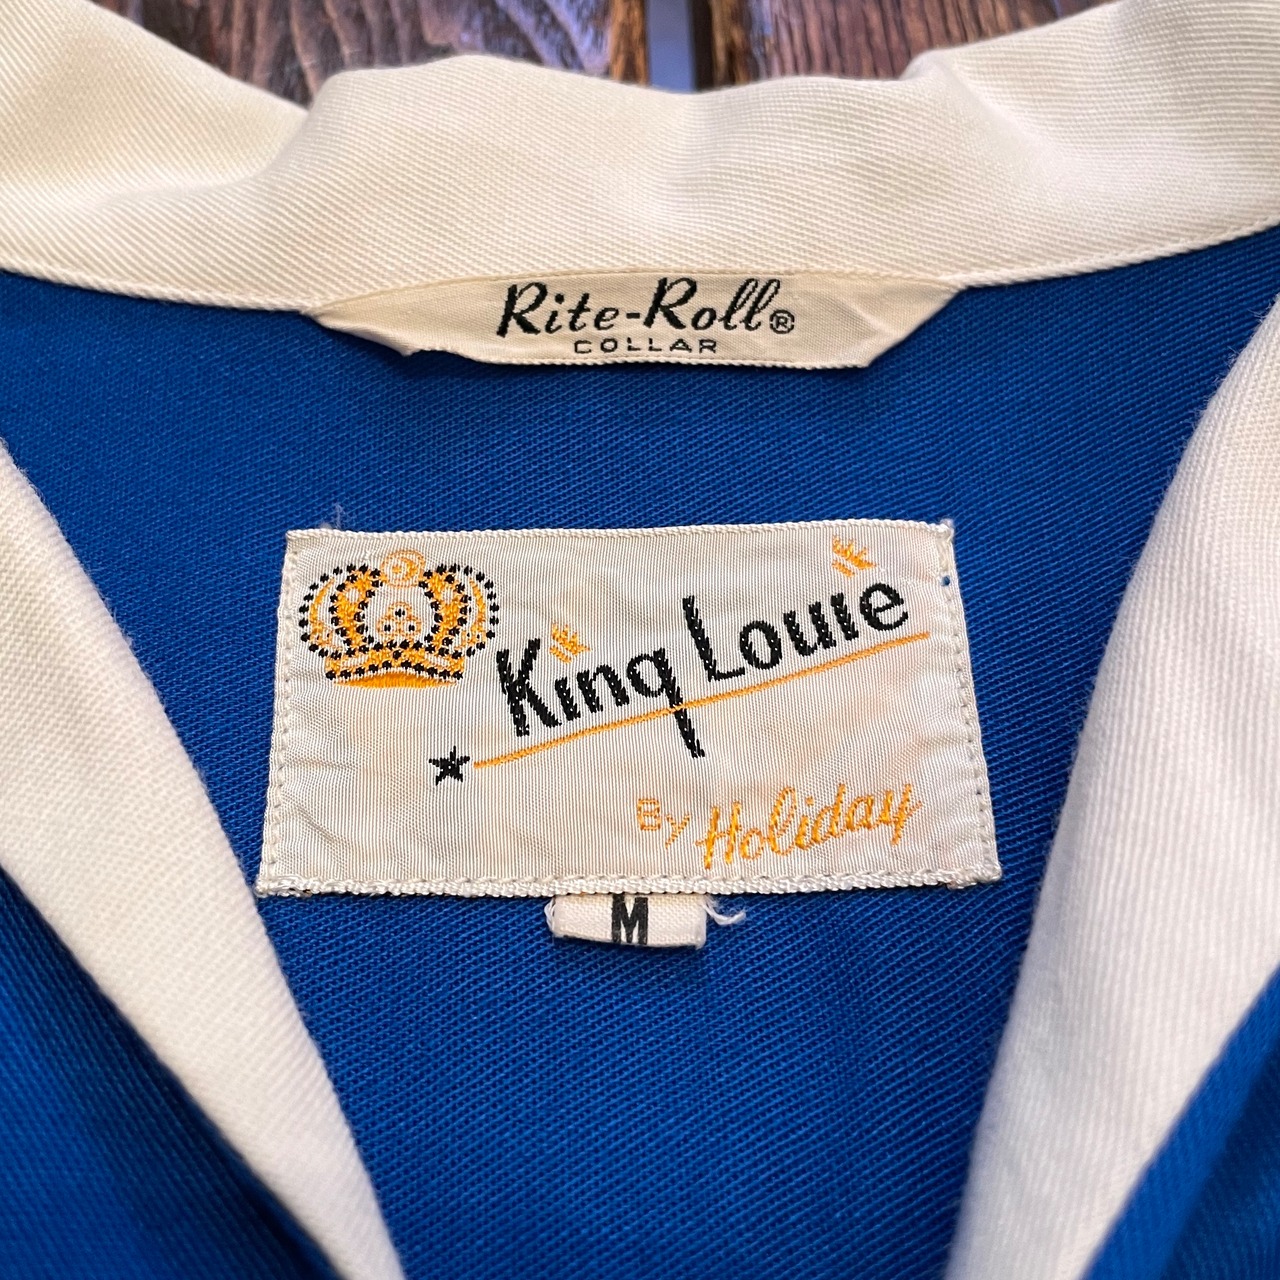 Rite-Roll®
COLLAR
King Louie
By Holiday
M